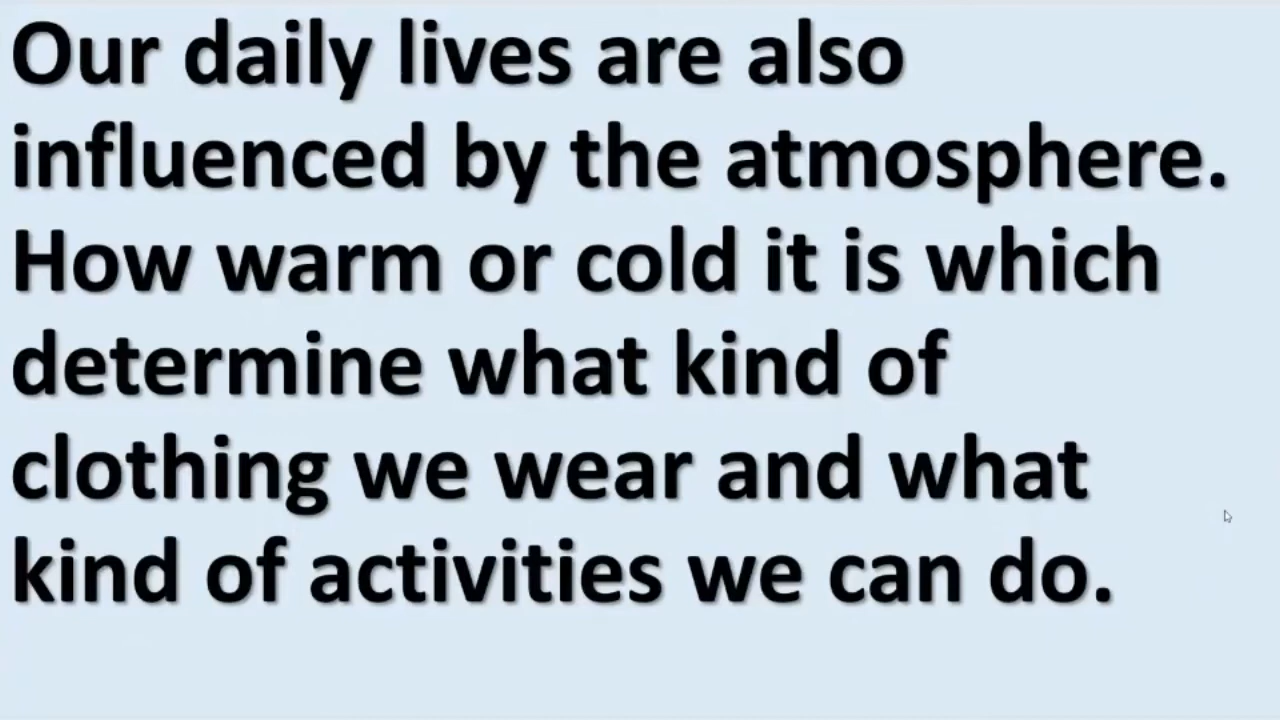 Our daily lives are also
influenced by the atmosphere.
How warm or cold it is which
determine what kind of
clothing we wear and what
kind of activities we can do.